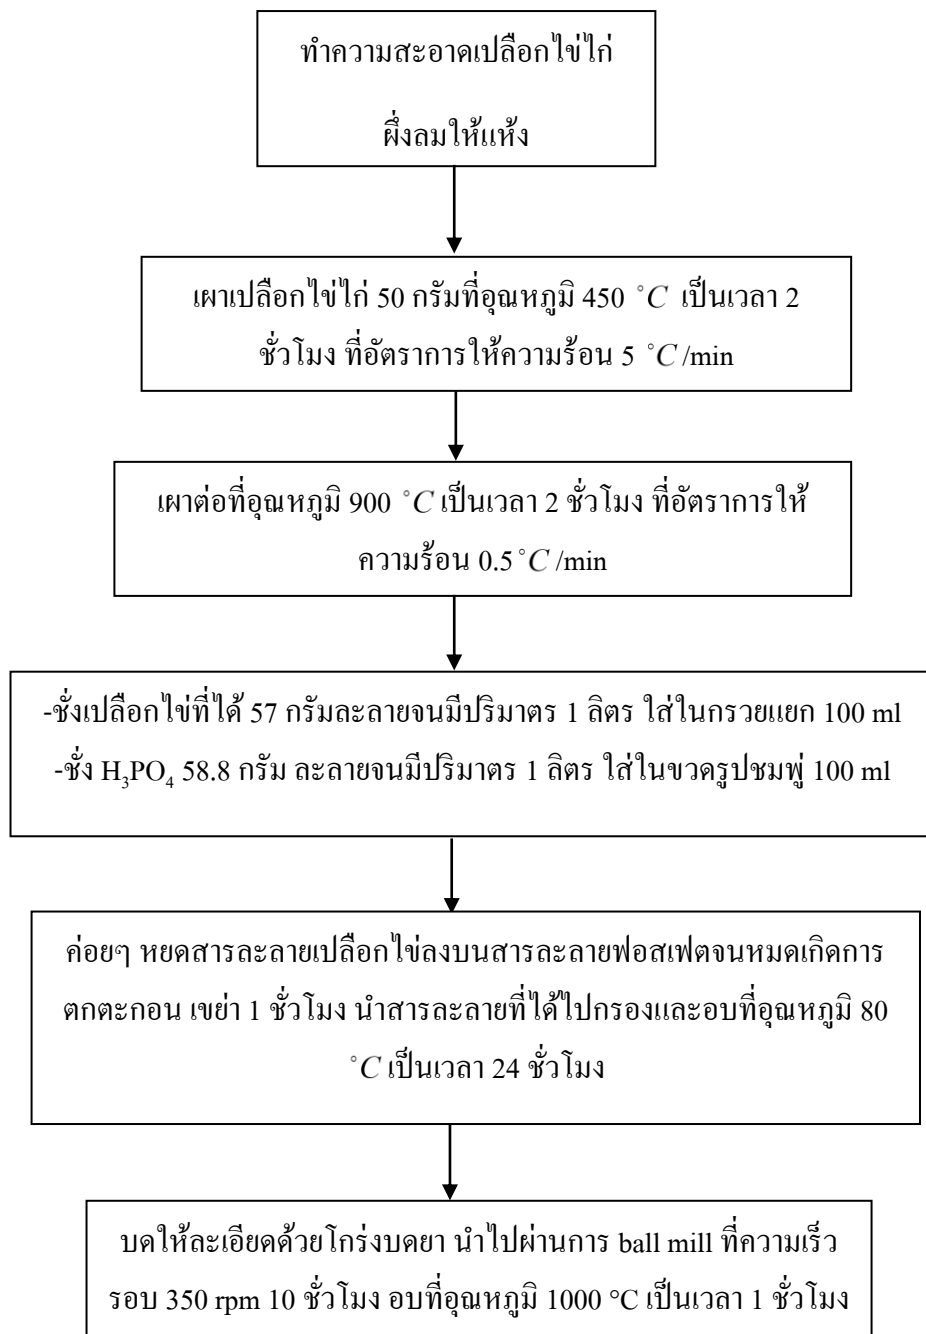 ทำความสะอาดเปลือกไข่ไก่
ผึ่งลมให้แห้ง
เผาเปลือกไข่ไก่ 50 กรัมที่อุณหภูมิ 450 °C เป็นเวลา 2
ชั่วโมง ที่อัตราการให้ความร้อน 5 °C /min
เผาต่อที่อุณหภูมิ 900 °C เป็นเวลา 2 ชั่วโมง ที่อัตราการให้
ความร้อน 0.5 °C /min
-ชั่งเปลือกไข่ที่ได้ 57 กรัมละลายจนมีปริมาตร 1 ลิตร ใส่ในกรวยแยก 100 ml
-ชั่ง H₃PO₄ 58.8 กรัม ละลายจนมีปริมาตร 1 ลิตร ใส่ในขวดรูปชมพู่ 100 ml
ค่อยๆ หยดสารละลายเปลือกไข่ลงบนสารละลายฟอสเฟตจนหมดเกิดการ
ตกตะกอน เขย่า 1 ชั่วโมง นำสารละลายที่ได้ไปกรองและอบที่อุณหภูมิ 80
°C เป็นเวลา 24 ชั่วโมง
บดให้ละเอียดด้วยโกร่งบดยา นำไปผ่านการ ball mill ที่ความเร็ว
รอบ 350 rpm 10 ชั่วโมง อบที่อุณหภูมิ 1000 °C เป็นเวลา 1 ชั่วโมง